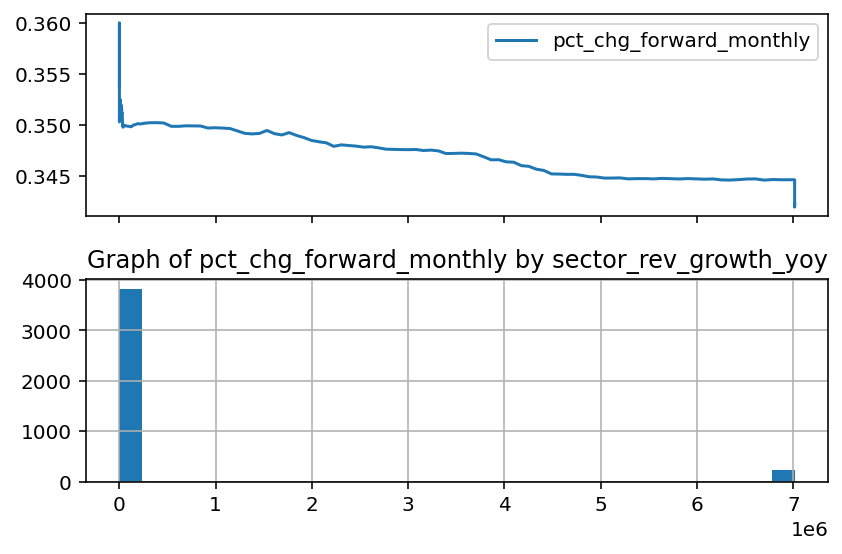 0.360
0.355
0.350
0.345
pct_chg_forward_monthly
Graph of pct_chg_forward_monthly by sector_rev_growth_yoy
4000
3000
2000
1000
0
0 1 2 3 4 5 6 7
1e6